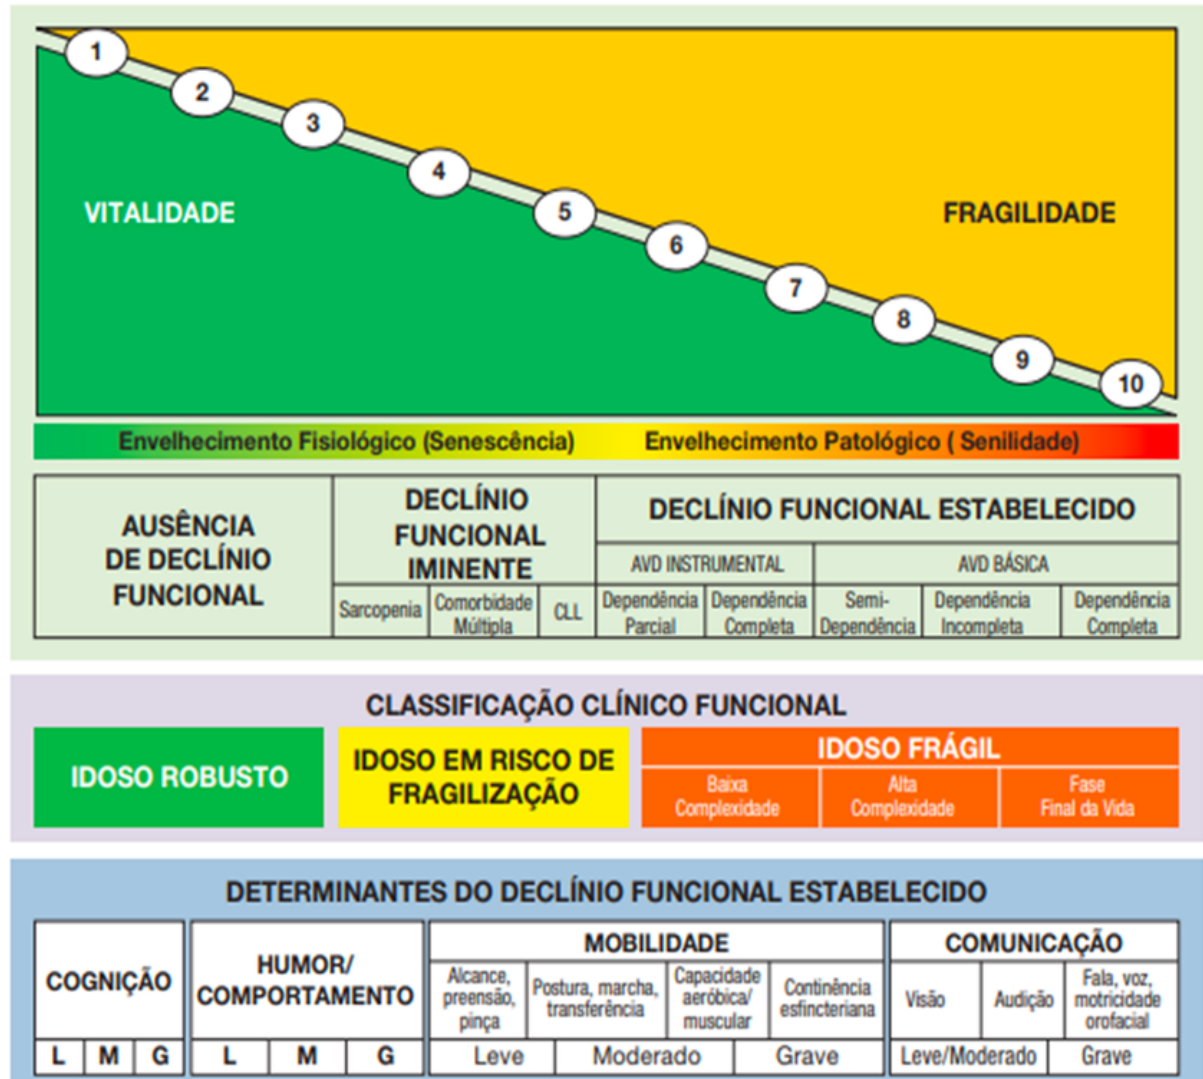 1
2
3
4
5
6
7
8
9
10
VITALIDADE
FRAGILIDADE
Envelhecimento Fisiológico (Senescência)
Envelhecimento Patológico ( Senilidade)
AUSÊNCIA
DE DECLÍNIO
FUNCIONAL
DECLÍNIO
FUNCIONAL
IMINENTE
Sarcopenia
Comorbidade
Múltipla
CLL
DECLÍNIO FUNCIONAL ESTABELECIDO
AVD INSTRUMENTAL
AVD BÁSICA
Dependência
Parcial
Dependência
Completa
Semi-
Dependência
Dependência
Incompleta
Dependência
Completa
CLASSIFICAÇÃO CLÍNICO FUNCIONAL
IDOSO ROBUSTO
IDOSO EM RISCO DE
FRAGILIZAÇÃO
IDOSO FRÁGIL
Baixa
Complexidade
Alta
Complexidade
Fase
Final da Vida
DETERMINANTES DO DECLÍNIO FUNCIONAL ESTABELECIDO
COGNIÇÃO
L M G
HUMOR/
COMPORTAMENTO
L M G
MOBILIDADE
Alcance,
preensão,
pinça
Postura, marcha,
transferência
Capacidade
aeróbica/
muscular
Continência
esfincteriana
Leve Moderado Grave
COMUNICAÇÃO
Visão
Audição
Fala, voz,
motricidade
orofacial
Leve/Moderado Grave